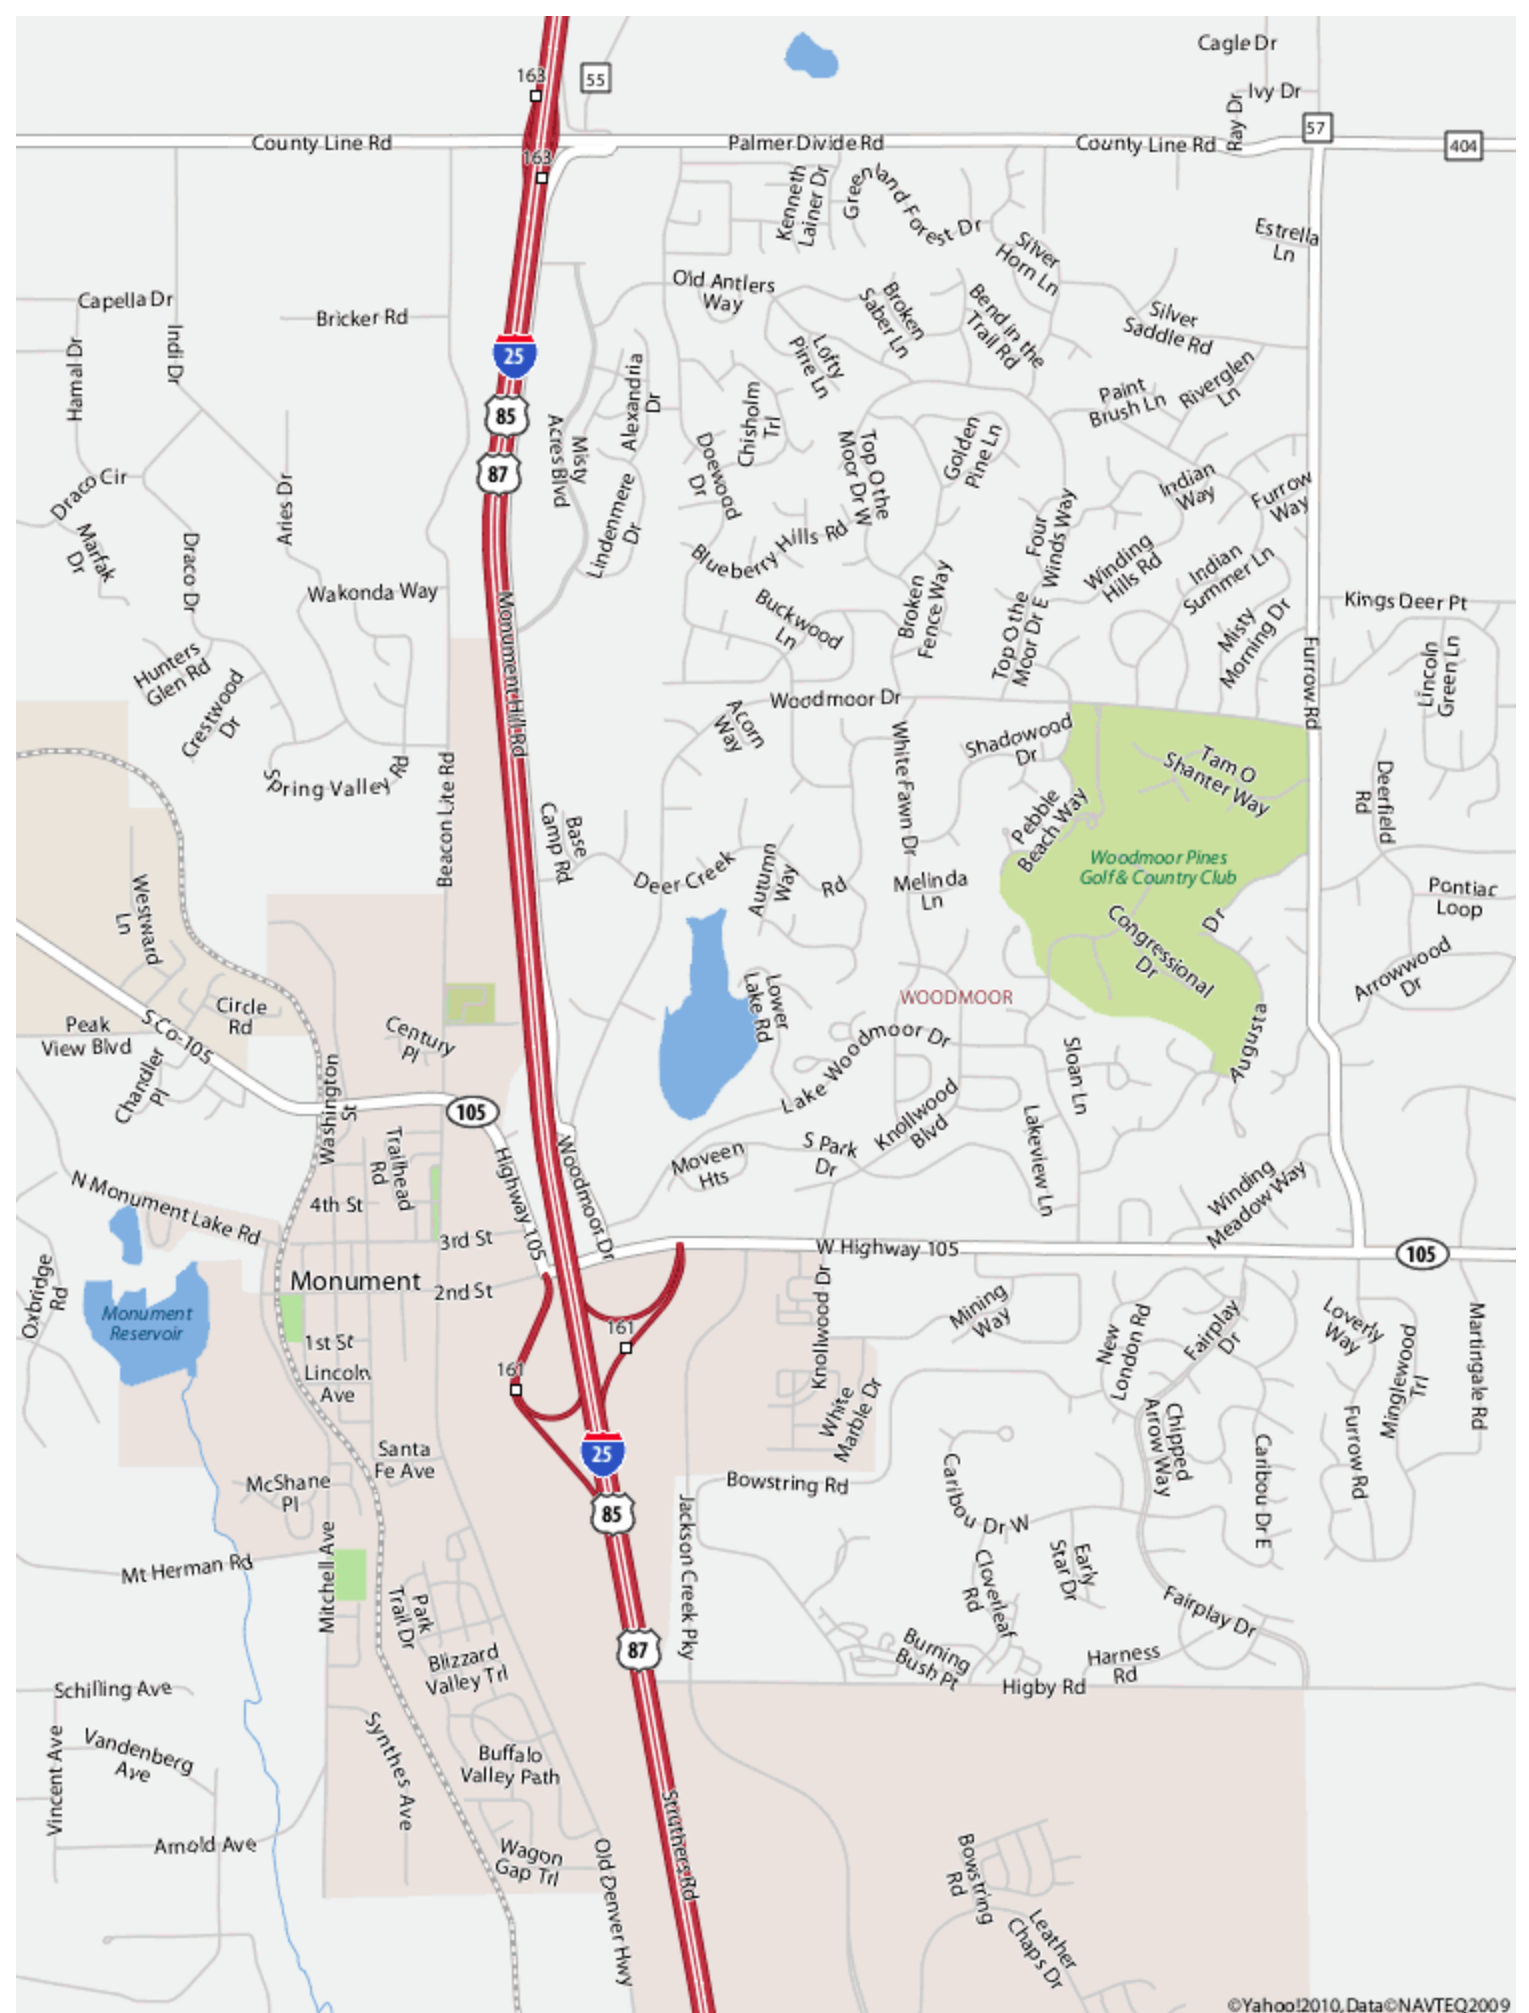 Cagle Dr
163
55
Ivy Dr
Ray Dr
57
County Line Rd
Palmer Divide Rd
County Line Rd
404
163
Kenneth
Lainer Dr
Greenland Forest Dr
Silver
Horn Ln
Estrella
Ln
Old Antlers
Way
Capella Dr
Bricker Rd
Hamal Dr
Indi Dr
25
Broken
Saber Ln
Bend in the
Trail Rd
Silver
Saddle Rd
Lofty
Pine Ln
Alexandria
Dr
Paint
Brush Ln
Riverglen
Ln
85
Misty
Acres Blvd
Chisholm
Trl
Doewood
Dr
Top O the
Moor Dr W
Golden
Pine Ln
87
Draco Cir
Aries Dr
Marfak
Dr
Draco Dr
Lindenmere
Dr
Blueberry Hills Rd
Four
Winds Way
Indian
Way
Furrow
Way
Winding
Hills Rd
Indian
Summer Ln
Wakonda Way
Monument Hill Rd
Buckwood
Ln
Broken
Fence Way
Top O the
Moor Dr E
Misty
Morning Dr
Kings Deer Pt
Hunters
Glen Rd
Crestwood
Dr
Lincoln
Green Ln
Furrow Rd
Woodmoor Dr
Acorn
Way
White Fawn Dr
Shadowood
Dr
Tam O
Shanter Way
Spring Valley Rd
Beacon Lite Rd
Base
Camp Rd
Pebble
Beach Way
Deerfield
Rd
Woodmoor Pines
Golf & Country Club
Deer Creek Rd
Autumn
Way
Melinda
Ln
Pontiac
Loop
Westward
Ln
Congressional
Dr
Augusta Dr
Arrowwood
Dr
Circle
Rd
Peak
View Blvd
S Co-105
Century
Pl
Lower
Lake Rd
WOODMOOR
Lake Woodmoor Dr
Sloan Ln
Chandler
Pl
Washington
St
105
Knollwood
Blvd
Lakeview Ln
Trailhead
Rd
Highway 105
Woodmoor Dr
Moveen
Hts
S Park
Dr
Winding
Meadow Way
N Monument Lake Rd
4th St
3rd St
W Highway 105
105
Oxbridge
Rd
Monument
2nd St
Monument
Reservoir
161
161
1st St
Lincoln
Ave
Knollwood Dr
Mining
Way
New
London Rd
Fairplay
Dr
Loverly
Way
Minglewood
Trl
Martingale Rd
White
Marble Dr
Chipped
Arrow Way
25
Santa
Fe Ave
McShane
Pl
Bowstring Rd
Caribou Dr W
Caribou Dr E
Furrow Rd
85
Jackson Creek Pky
Mt Herman Rd
Mitchell Ave
Park
Trail Dr
Cloverleaf
Rd
Early
Star Dr
Fairplay Dr
87
Blizzard
Valley Trl
Burning
Bush Pt
Harness
Rd
Higby Rd
Schilling Ave
Vincent Ave
Vandenberg
Ave
Synthes Ave
Buffalo
Valley Path
Struthers Rd
Arnold Ave
Wagon
Gap Trl
Old Denver Hwy
Bowstring
Rd
Leather
Chaps Dr
©Yahoo!2010, Data©NAVTEQ2009